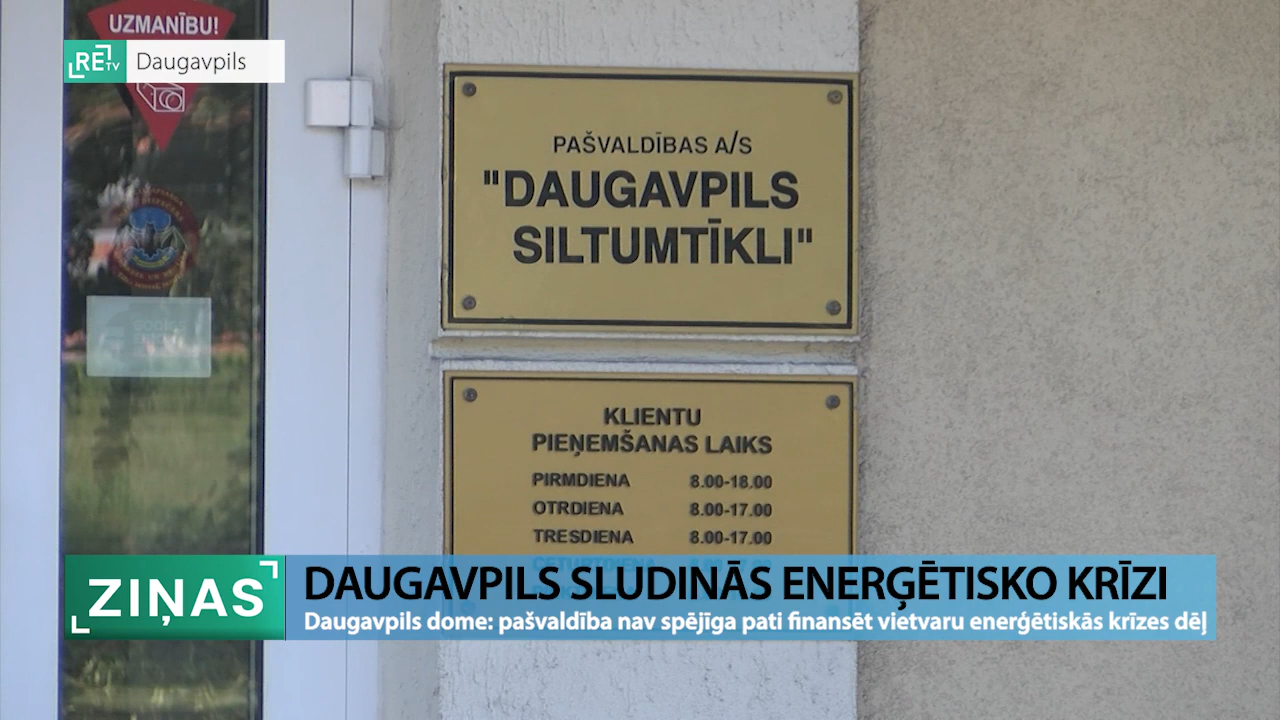 UZMANĪBU!
RE TV
Daugavpils
PAŠVALDĪBAS A/S
"DAUGAVPILS
SILTUMTĪKLI"
KLIENTU
PIEŅEMŠANAS LAIKS
PIRMDIENA 8.00-18.00
OTRDIENA 8.00-17.00
TRESDIENA 8.00-17.00
CETURTDIENA
ZIŅAS
DAUGAVPILS SLUDINĀS ENERĢĒTISKO KRĪZI
Daugavpils dome: pašvaldība nav spējīga pati finansēt vietvaru enerģētiskās krīzes dēļ